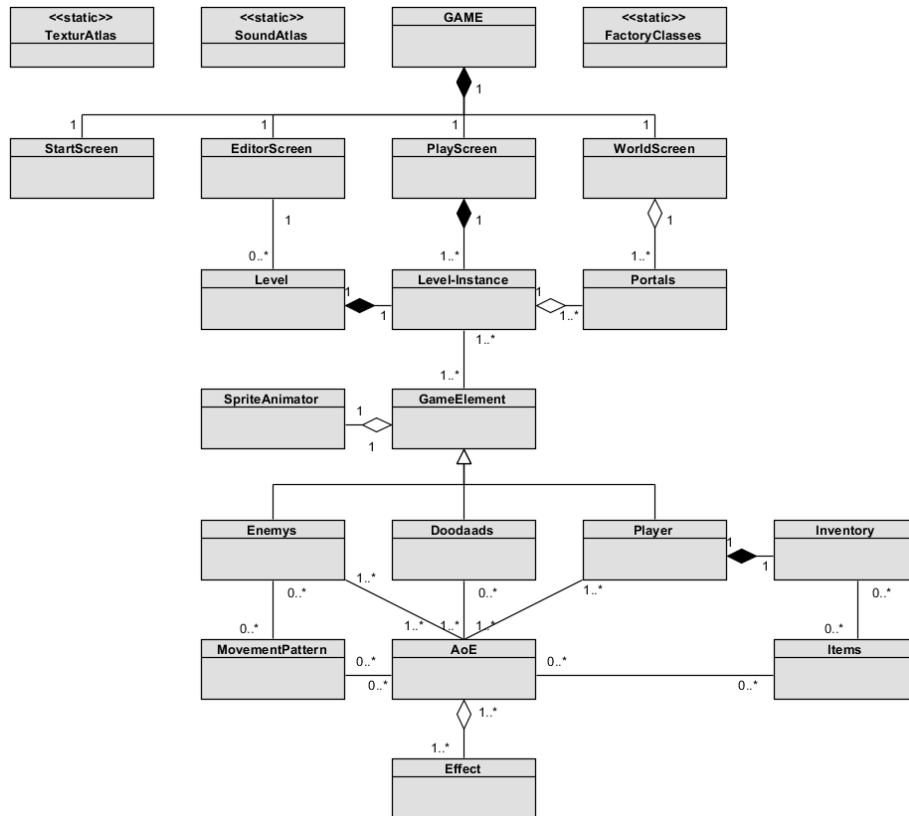 <<static>>
TexturAtlas
<<static>>
SoundAtlas
GAME
<<static>>
FactoryClasses
1
1
1
1
1
StartScreen
EditorScreen
PlayScreen
WorldScreen
1
1
1
0..*
1..*
1..*
Level
Level-Instance
Portals
1
1
1
1..*
1..*
1..*
SpriteAnimator
GameElement
1
1
Enemys
Doodaads
Player
Inventory
1
1
1..*
0..*
0..*
1..*
0..*
0..*
1..*
1..*
1..*
0..*
MovementPattern
AoE
Items
0..*
0..*
0..*
0..*
1..*
1..*
Effect